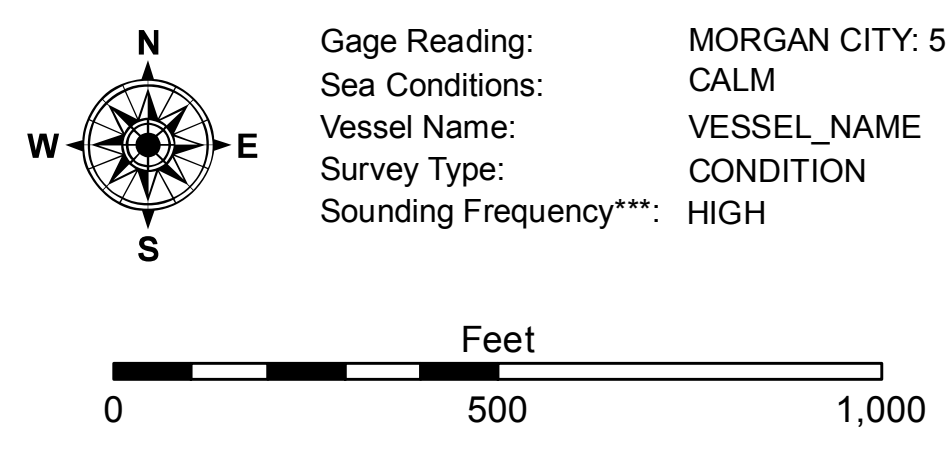 N
W E
S
Gage Reading: MORGAN CITY: 5
Sea Conditions: CALM
Vessel Name: VESSEL_NAME
Survey Type: CONDITION
Sounding Frequency***: HIGH
Feet
0 500 1,000